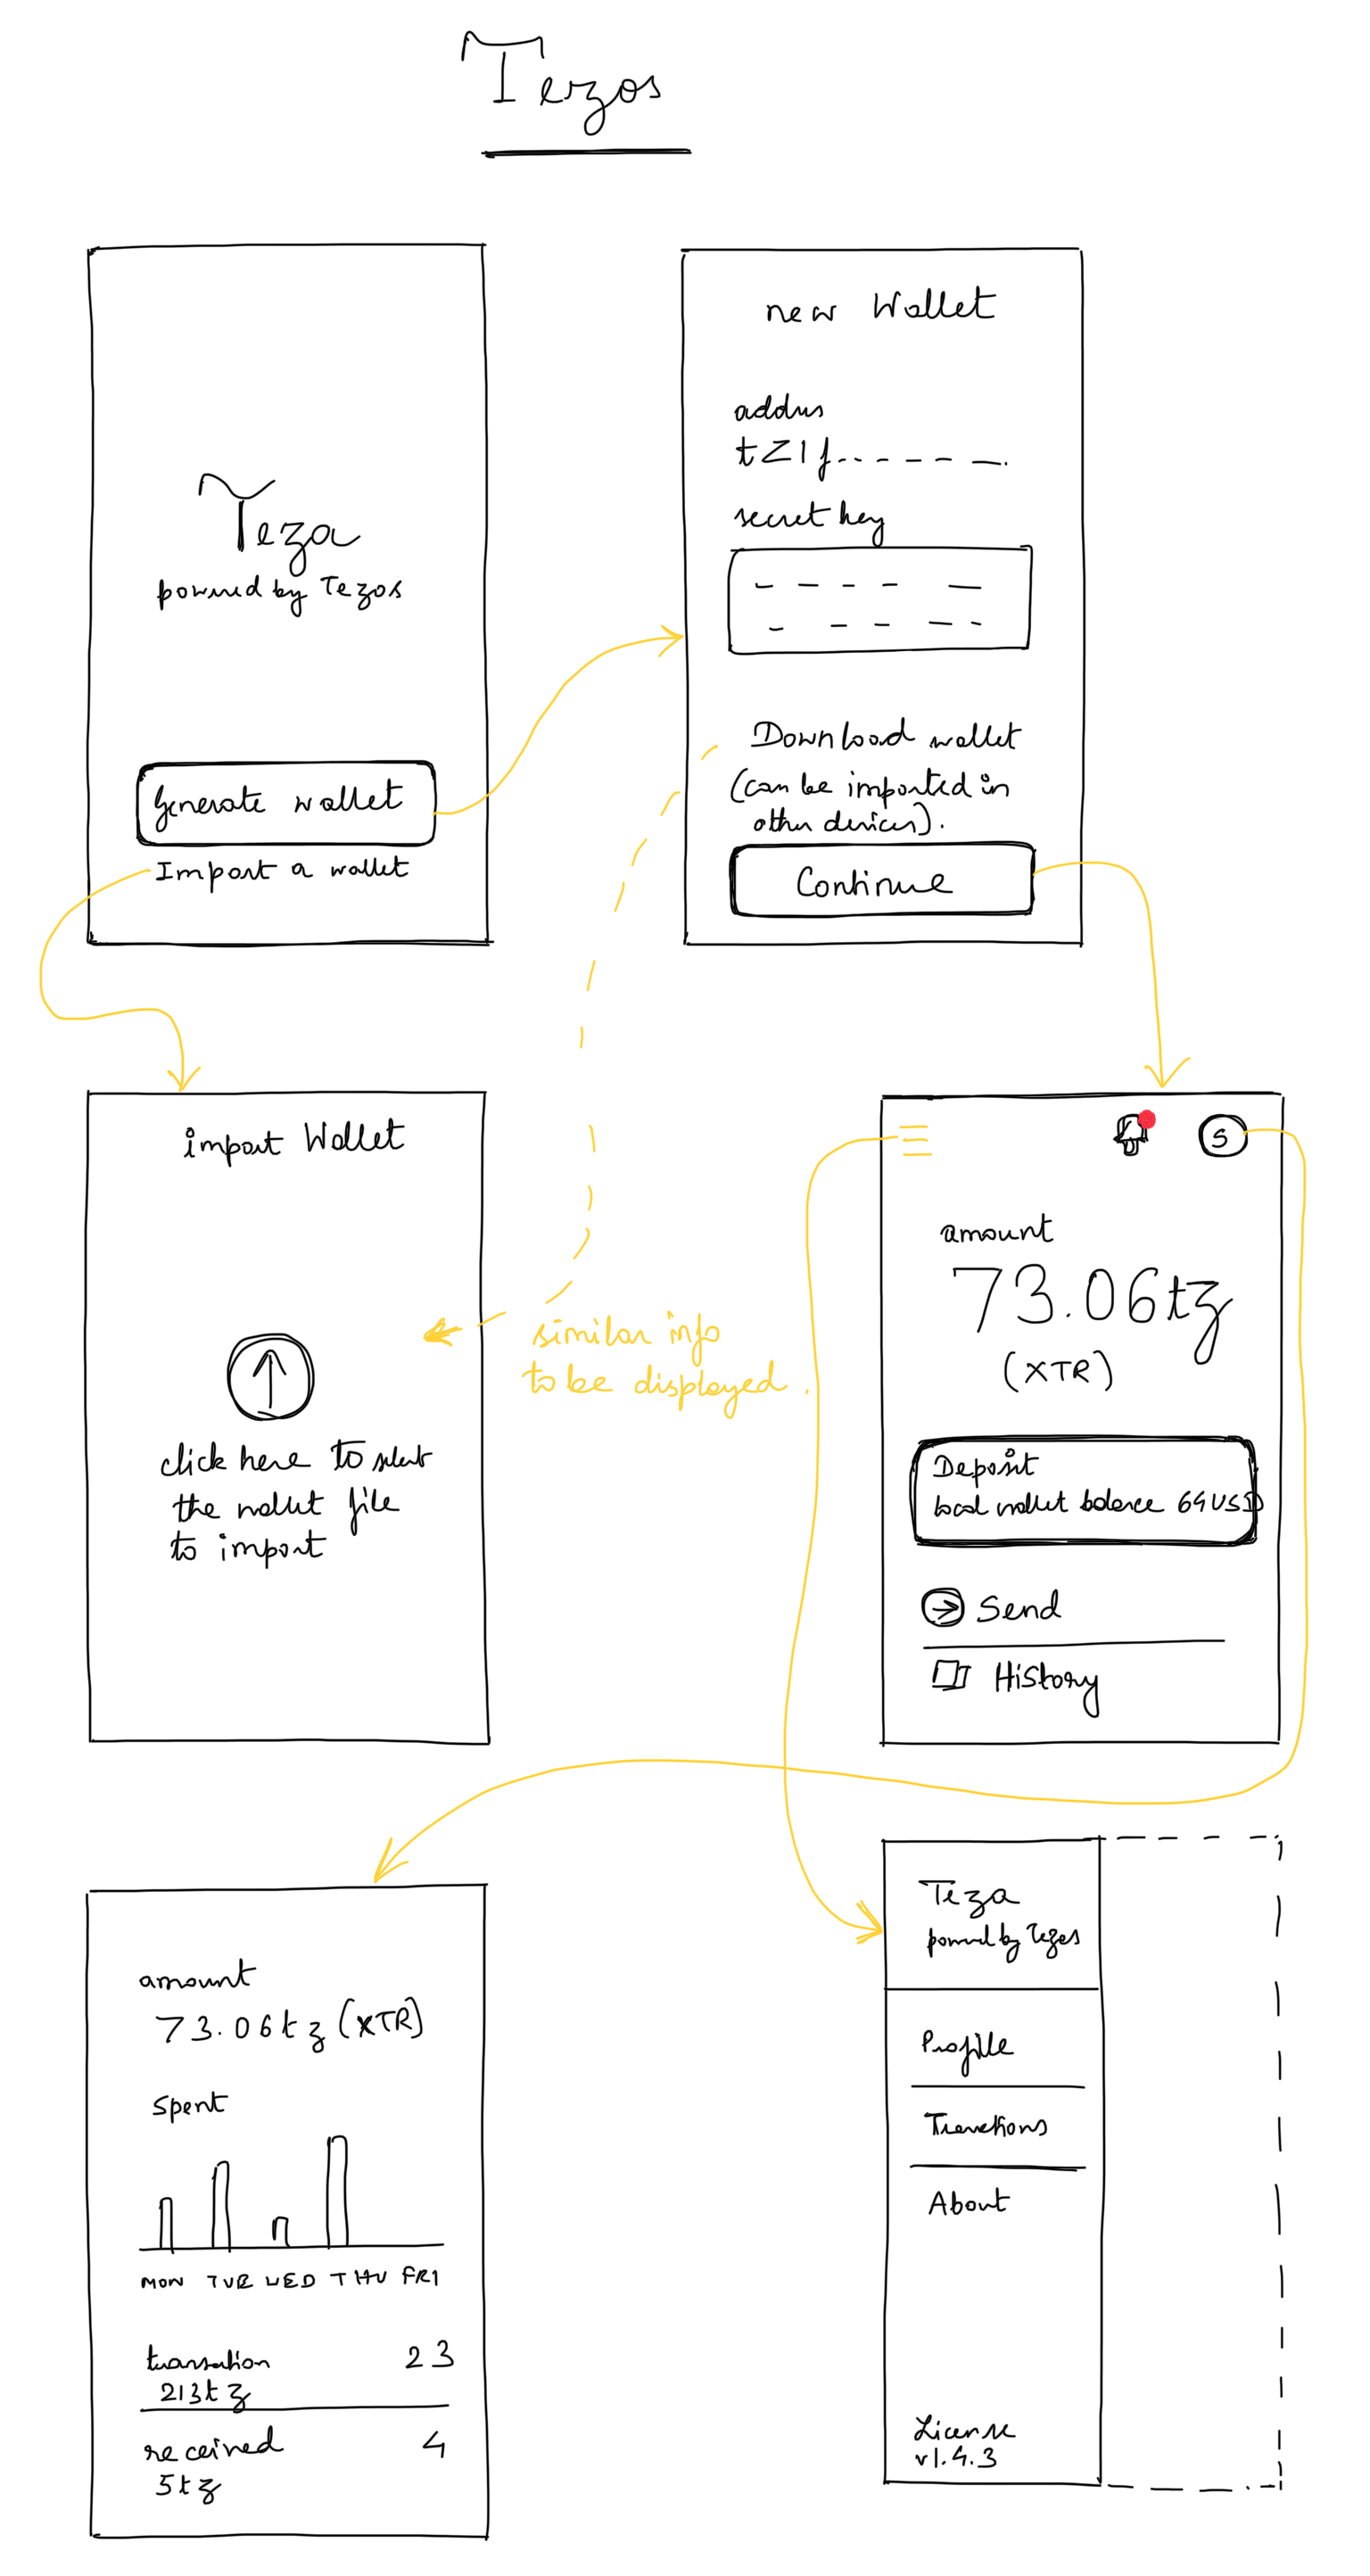 Tezos
Teza
powered by Tezos
Generate wallet
Import a wallet
new Wallet
address
tz1f
secret key
Download wallet
(can be imported in
other devices).
Continue
import Wallet
click here to select
the wallet file
to import
similar info
to be displayed.
S
amount
73.06tz
(XTR)
Deposit
local wallet balance 64USD
Send
History
amount
73.06tz (XTR)
spent
MON TUE WED THU FRI
transaction 23
213tz
received 4
5tz
Teza
powered by Tezos
Profile
About
License
v1.4.3